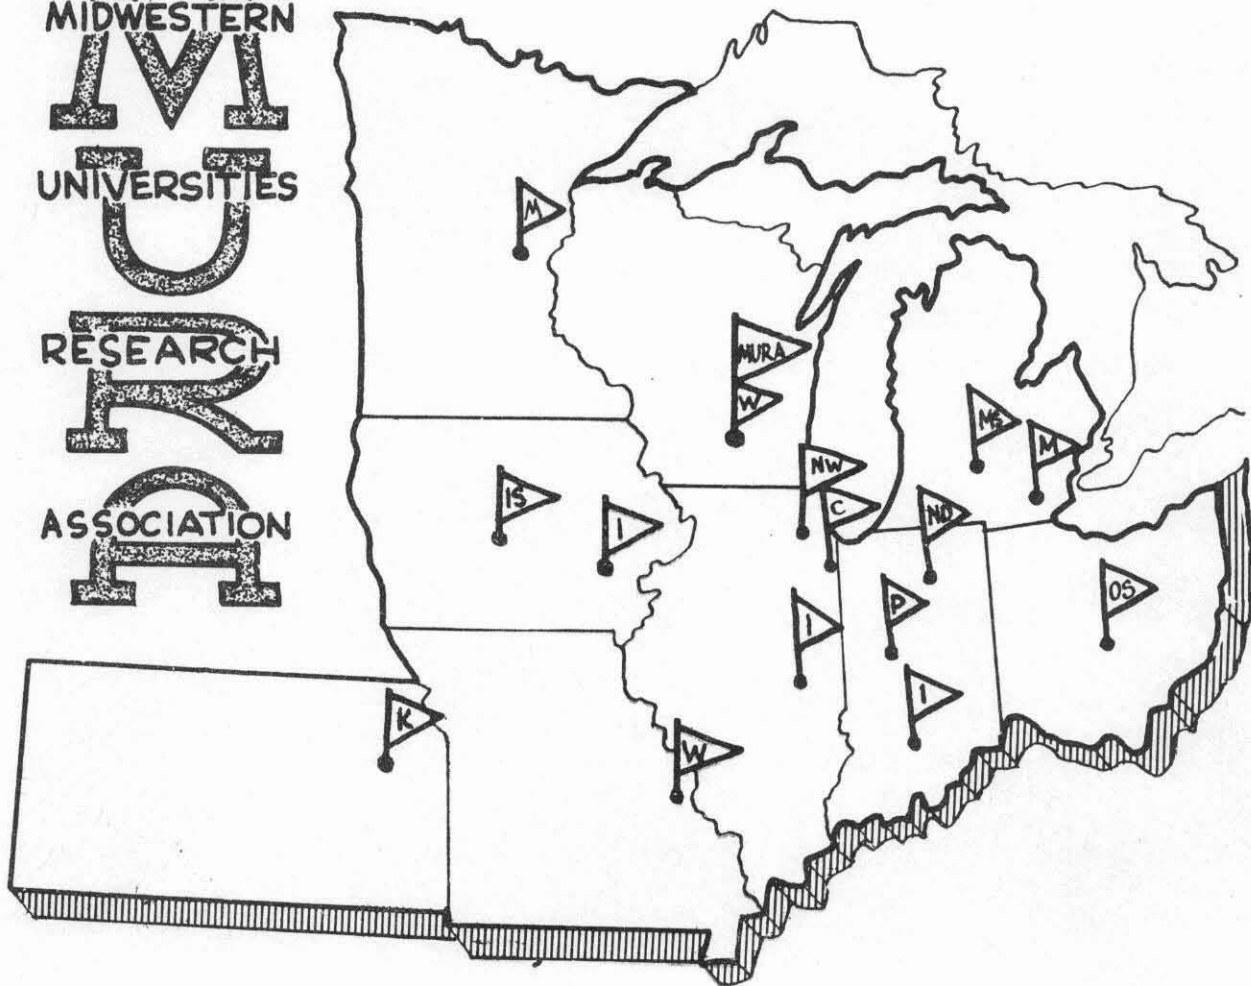 MIDWESTERN
M
UNIVERSITIES
U
RESEARCH
R
ASSOCIATION
A
M
MURA
W
MS
M
NW
C
ND
IS
I
OS
P
I
I
K
W